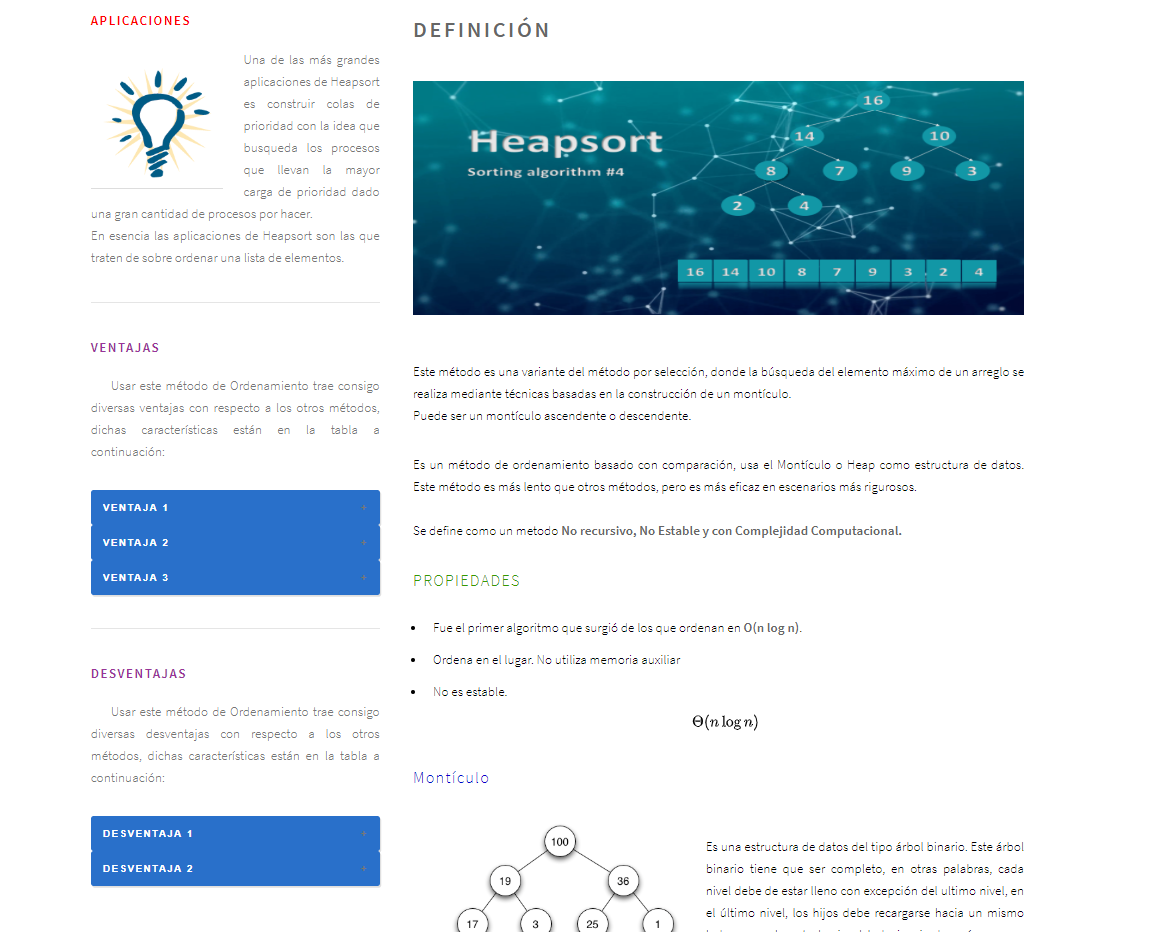 APLICACIONES
Una de las más grandes
aplicaciones de Heapsort
es construir colas de
prioridad con la idea que
busqueda los procesos
que llevan la mayor
carga de prioridad dado
una gran cantidad de procesos por hacer.
En esencia las aplicaciones de Heapsort son las que
traten de sobre ordenar una lista de elementos.
VENTAJAS
Usar este método de Ordenamiento trae consigo
diversas ventajas con respecto a los otros métodos,
dichas características están en la tabla a
continuación:
VENTAJA 1 +
VENTAJA 2 +
VENTAJA 3 +
DESVENTAJAS
Usar este método de Ordenamiento trae consigo
diversas desventajas con respecto a los otros
métodos, dichas características están en la tabla a
continuación:
DESVENTAJA 1 +
DESVENTAJA 2 +
DEFINICIÓN
Heapsort
Sorting algorithm #4
16
14 10
8 7 9 3
2 4
16 14 10 8 7 9 3 2 4
Este método es una variante del método por selección, donde la búsqueda del elemento máximo de un arreglo se
realiza mediante técnicas basadas en la construcción de un montículo.
Puede ser un montículo ascendente o descendente.
Es un método de ordenamiento basado con comparación, usa el Montículo o Heap como estructura de datos.
Este método es más lento que otros métodos, pero es más eficaz en escenarios más rigurosos.
Se define como un metodo No recursivo, No Estable y con Complejidad Computacional.
PROPIEDADES
• Fue el primer algoritmo que surgió de los que ordenan en O(n log n).
• Ordena en el lugar. No utiliza memoria auxiliar
• No es estable.
Θ(n log n)
Montículo
100
19 36
17 3 25 1
Es una estructura de datos del tipo árbol binario. Este árbol
binario tiene que ser completo, en otras palabras, cada
nivel debe de estar lleno con excepción del ultimo nivel, en
el último nivel, los hijos debe recargarse hacia un mismo